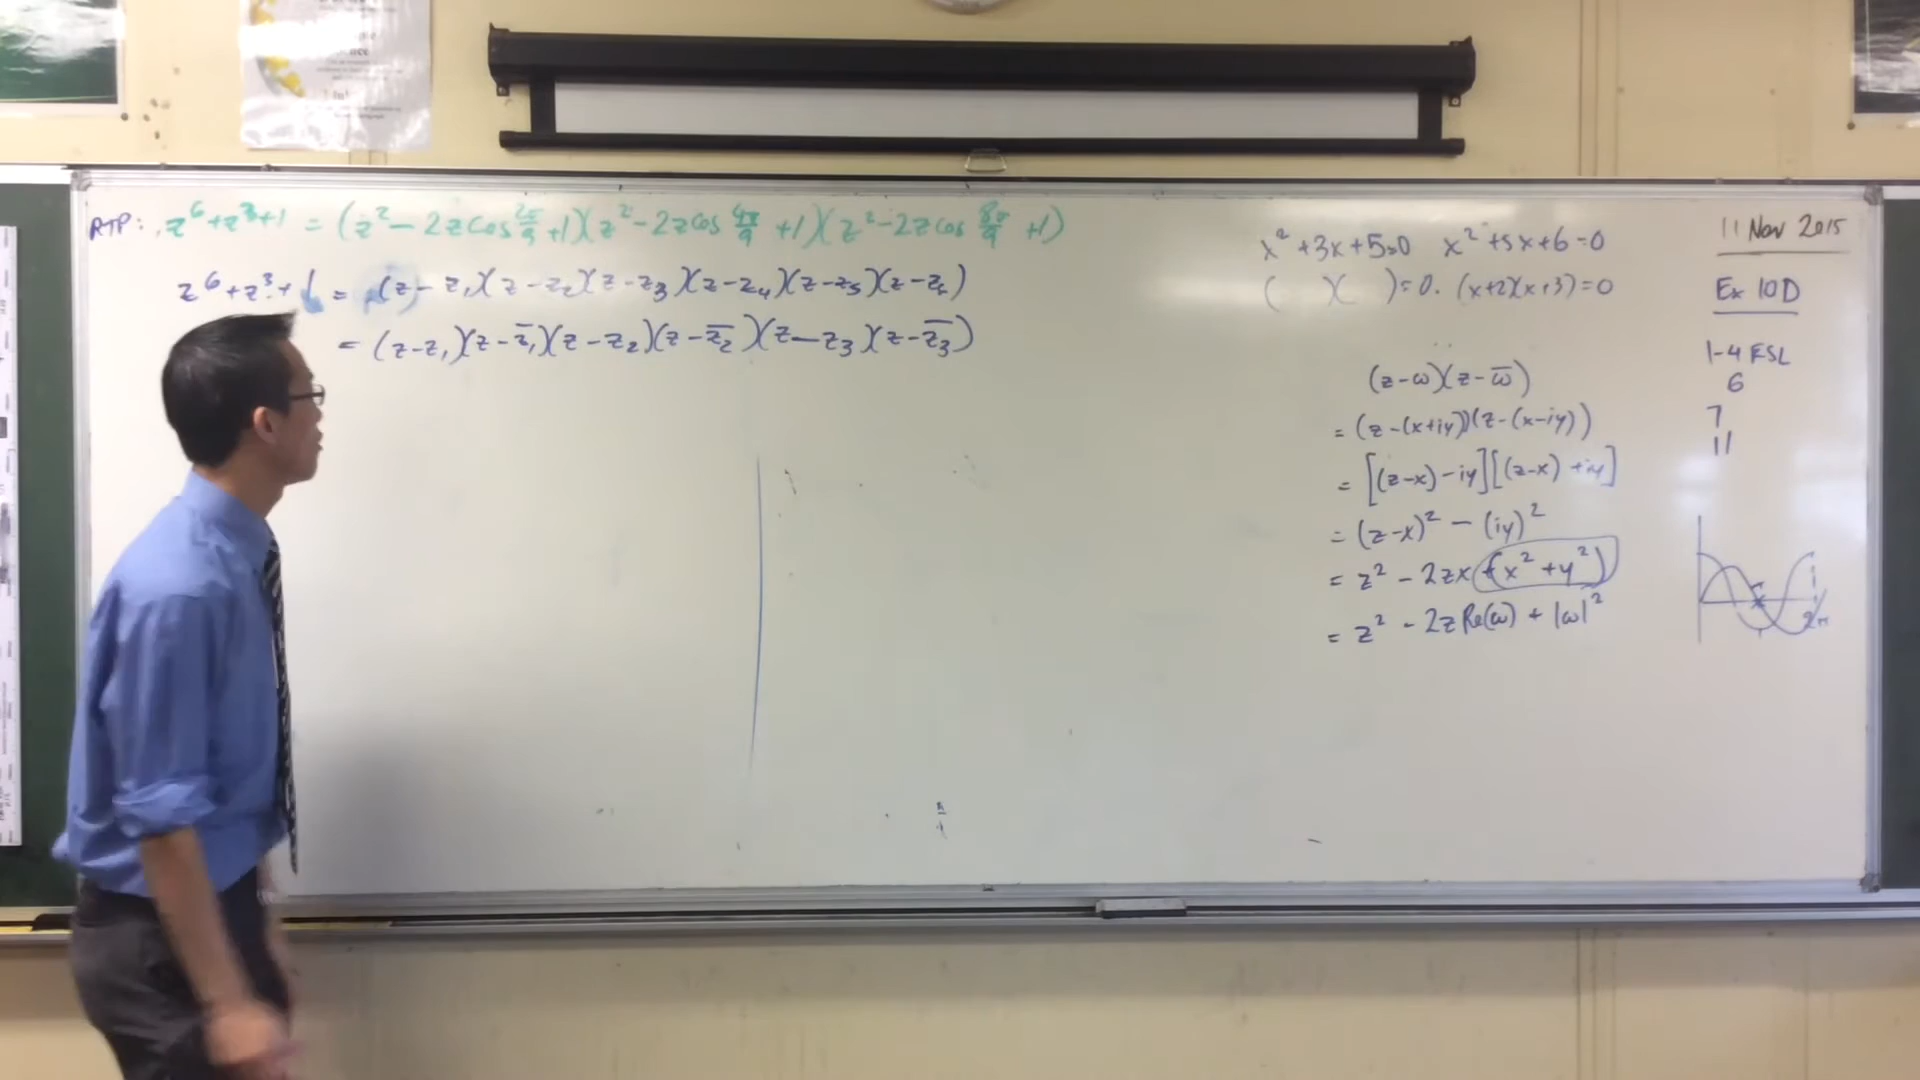 RTP: z⁶+z³+1 = (z²-2z cos 2π/9 +1)(z²-2z cos 4π/9 +1)(z²-2z cos 8π/9 +1)
z⁶+z³+1 = (z-z₁)(z-z₂)(z-z₃)(z-z₄)(z-z₅)(z-z₆)
= (z-z₁)(z-z̅₁)(z-z₂)(z-z̅₂)(z-z₃)(z-z̅₃)
x²+3x+5=0 x²+5x+6=0
( )( )=0. (x+2)(x+3)=0
(z-ω)(z-ω̅)
= (z-(x+iy))(z-(x-iy))
= [(z-x)-iy][(z-x)+iy]
= (z-x)² - (iy)²
= z² - 2zx + (x²+y²)
= z² - 2z Re(ω) + |ω|²
11 Nov 2015
Ex 10D
1-4 ESL
6
7
11
2π